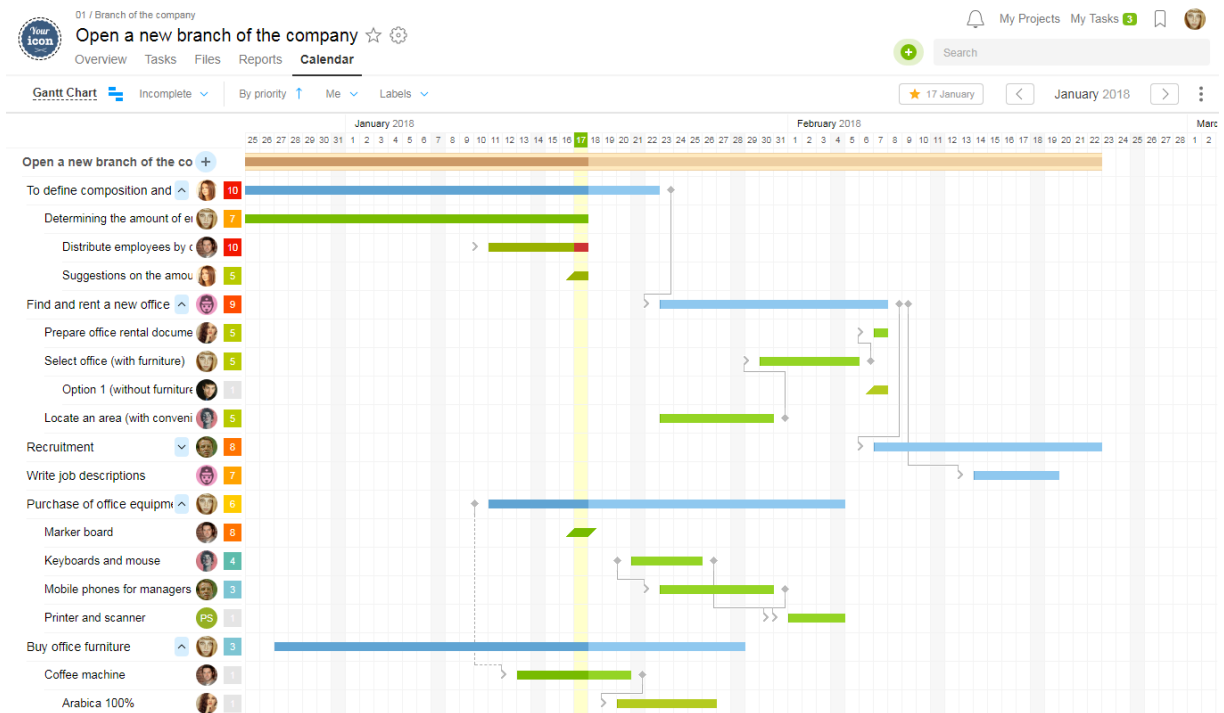 Your
icon
01 / Branch of the company
Open a new branch of the company
My Projects My Tasks 3
Overview Tasks Files Reports Calendar
Search
Gantt Chart Incomplete By priority Me Labels 17 January January 2018
January 2018 February 2018 Marc
25 26 27 28 29 30 31 1 2 3 4 5 6 7 8 9 10 11 12 13 14 15 16 17 18 19 20 21 22 23 24 25 26 27 28 29 30 31 1 2 3 4 5 6 7 8 9 10 11 12 13 14 15 16 17 18 19 20 21 22 23 24 25 26 27 28 1 2
Open a new branch of the co
To define composition and 10
Determining the amount of er 7
Distribute employees by c 10
Suggestions on the amou 5
Find and rent a new office 9
Prepare office rental docume 5
Select office (with furniture) 5
Option 1 (without furniture 1
Locate an area (with conveni 5
Recruitment 8
Write job descriptions 7
Purchase of office equipme 6
Marker board 8
Keyboards and mouse 4
Mobile phones for managers 3
Printer and scanner PS 1
Buy office furniture 3
Coffee machine 1
Arabica 100% 1